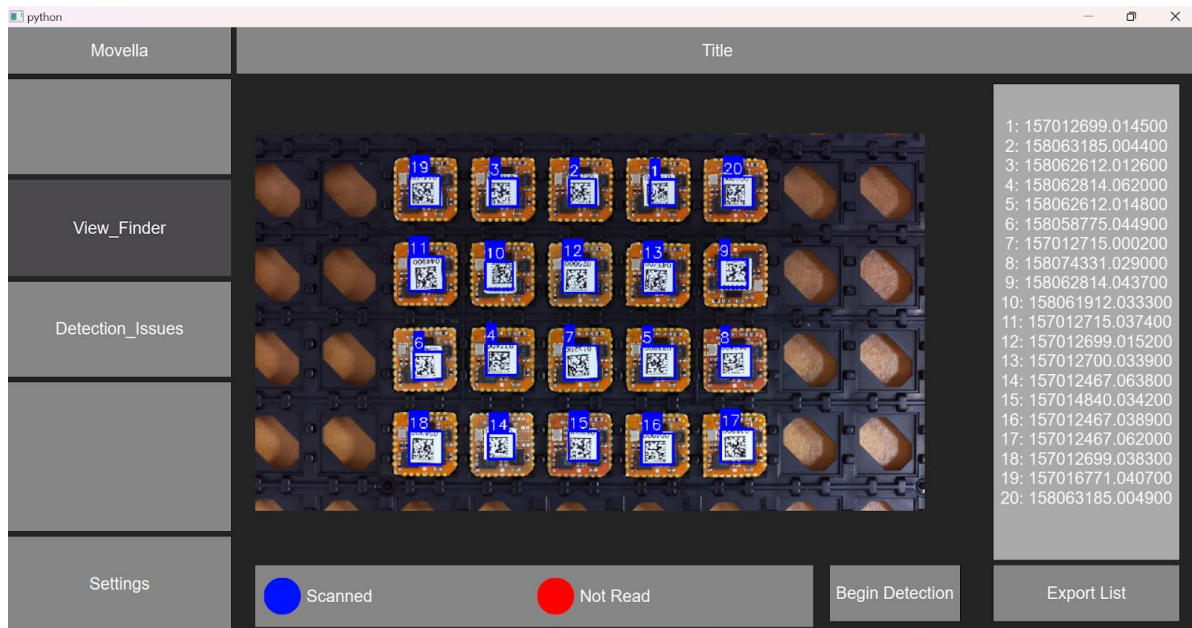 python
Movella
Title
View_Finder
Detection_Issues
Settings
19 3 2 1 20
11 10 12 13 9
6 4 7 5 8
18 14 15 16 17
Scanned
Not Read
Begin Detection
1: 157012699.014500
2: 158063185.004400
3: 158062612.012600
4: 158062814.062000
5: 158062612.014800
6: 158058775.044900
7: 157012715.000200
8: 158074331.029000
9: 158062814.043700
10: 158061912.033300
11: 157012715.037400
12: 157012699.015200
13: 157012700.033900
14: 157012467.063800
15: 157014840.034200
16: 157012467.038900
17: 157012467.062000
18: 157012699.038300
19: 157016771.040700
20: 158063185.004900
Export List